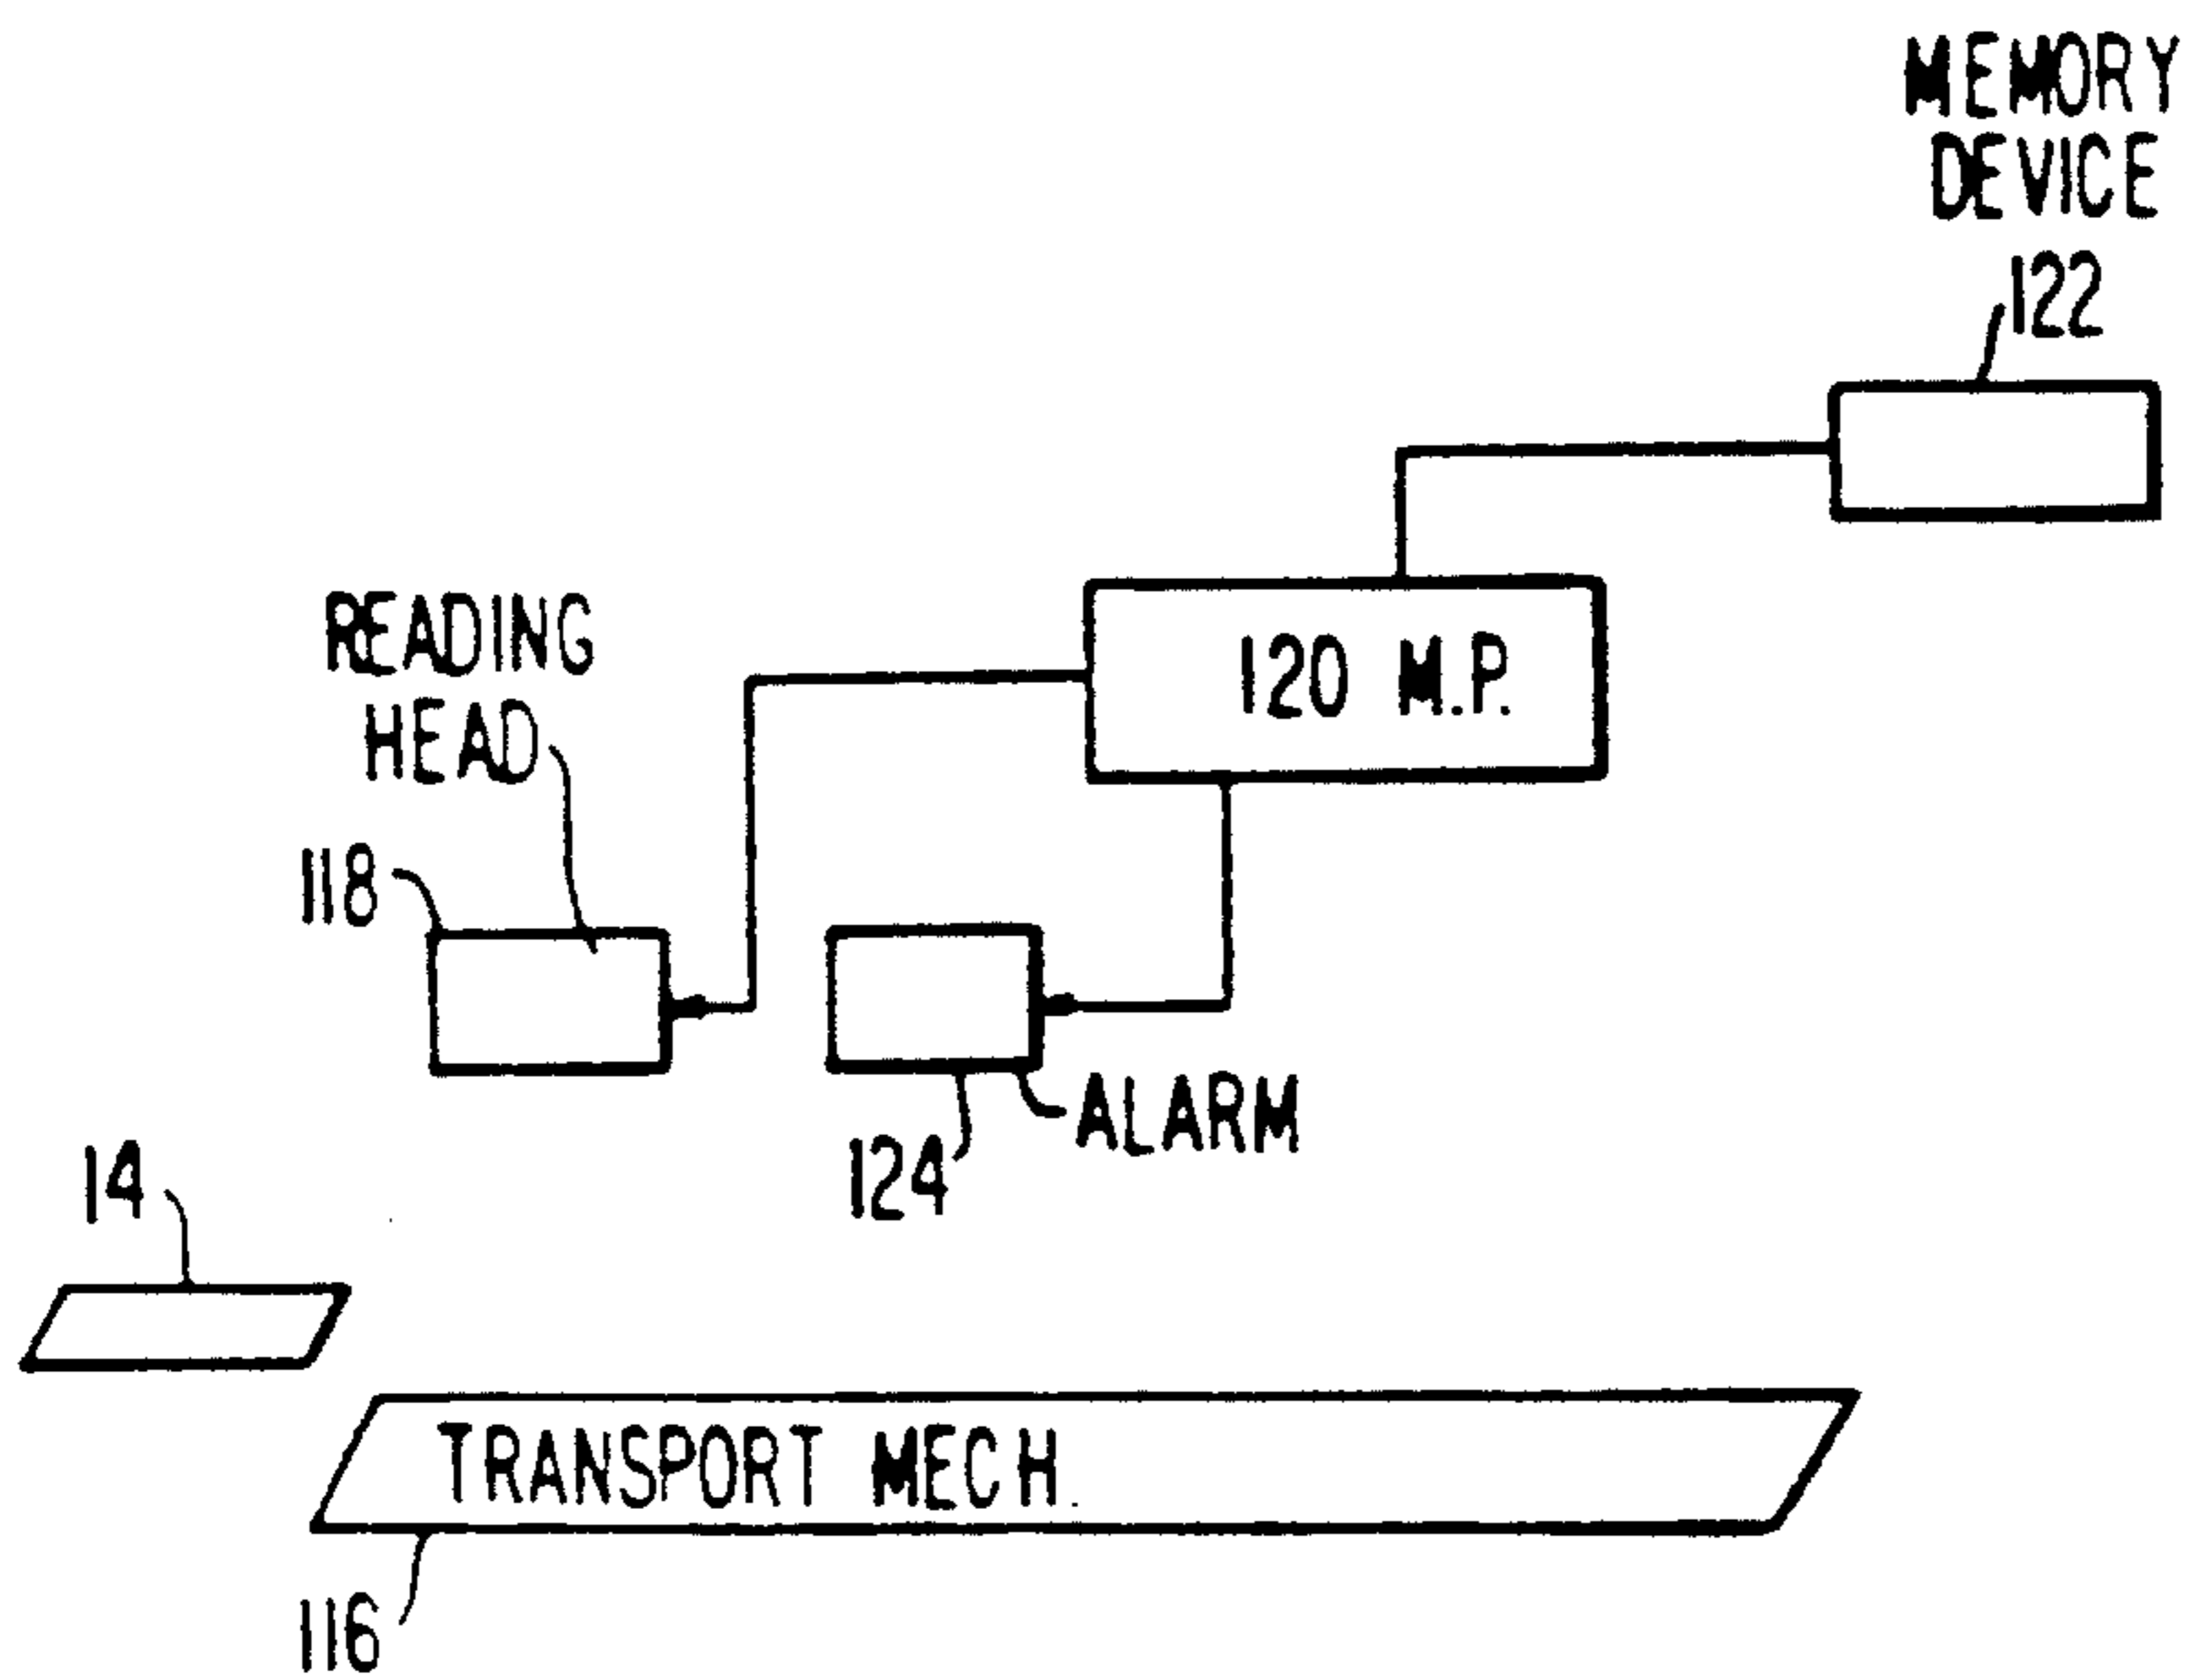 MEMORY
DEVICE
122
READING
HEAD
120 M.P.
118
ALARM
124
14
TRANSPORT MECH.
116